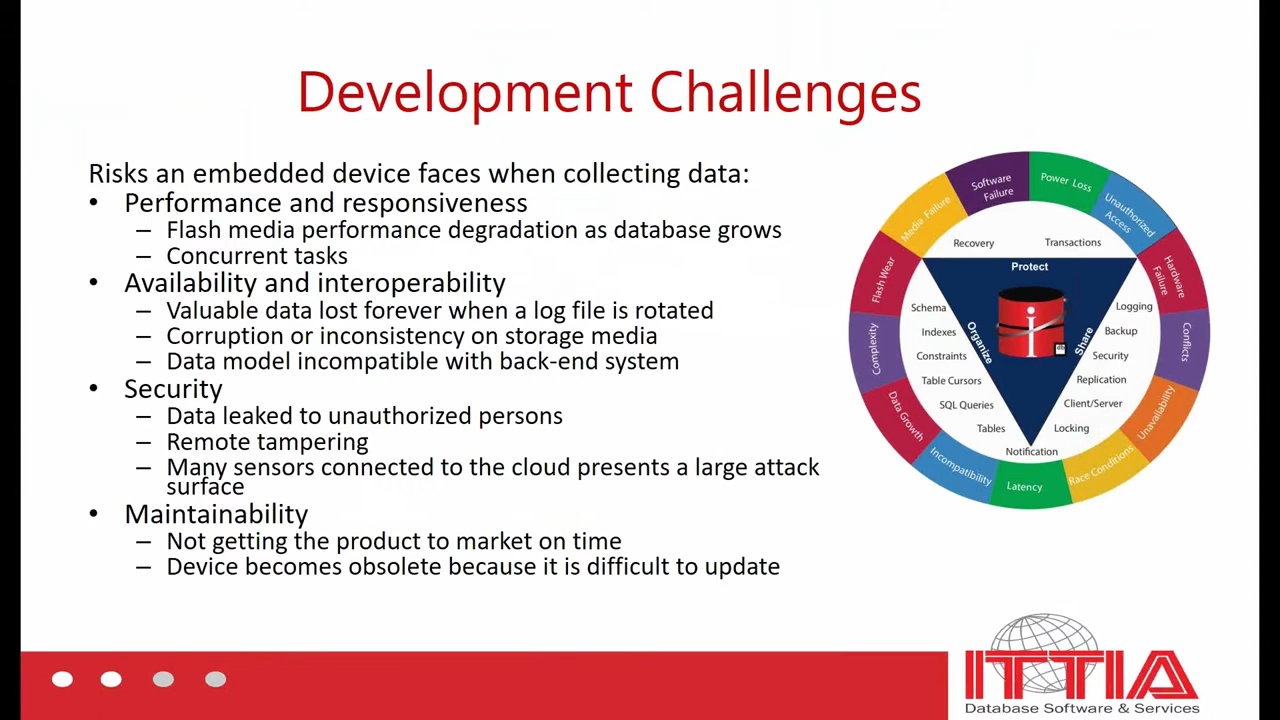 Development Challenges
Risks an embedded device faces when collecting data:
• Performance and responsiveness
– Flash media performance degradation as database grows
– Concurrent tasks
• Availability and interoperability
– Valuable data lost forever when a log file is rotated
– Corruption or inconsistency on storage media
– Data model incompatible with back-end system
• Security
– Data leaked to unauthorized persons
– Remote tampering
– Many sensors connected to the cloud presents a large attack
surface
• Maintainability
– Not getting the product to market on time
– Device becomes obsolete because it is difficult to update
Software
Failure
Power Loss
Unauthorized
Access
Hardware
Failure
Conflicts
Unavailability
Race Conditions
Latency
Incompatibility
Data Growth
Complexity
Flash Wear
Media Failure
Recovery
Transactions
Protect
Organize
Share
Schema
Indexes
Constraints
Table Cursors
SQL Queries
Tables
Notification
Logging
Backup
Security
Replication
Client/Server
Locking
i
ITTIA
Database Software & Services